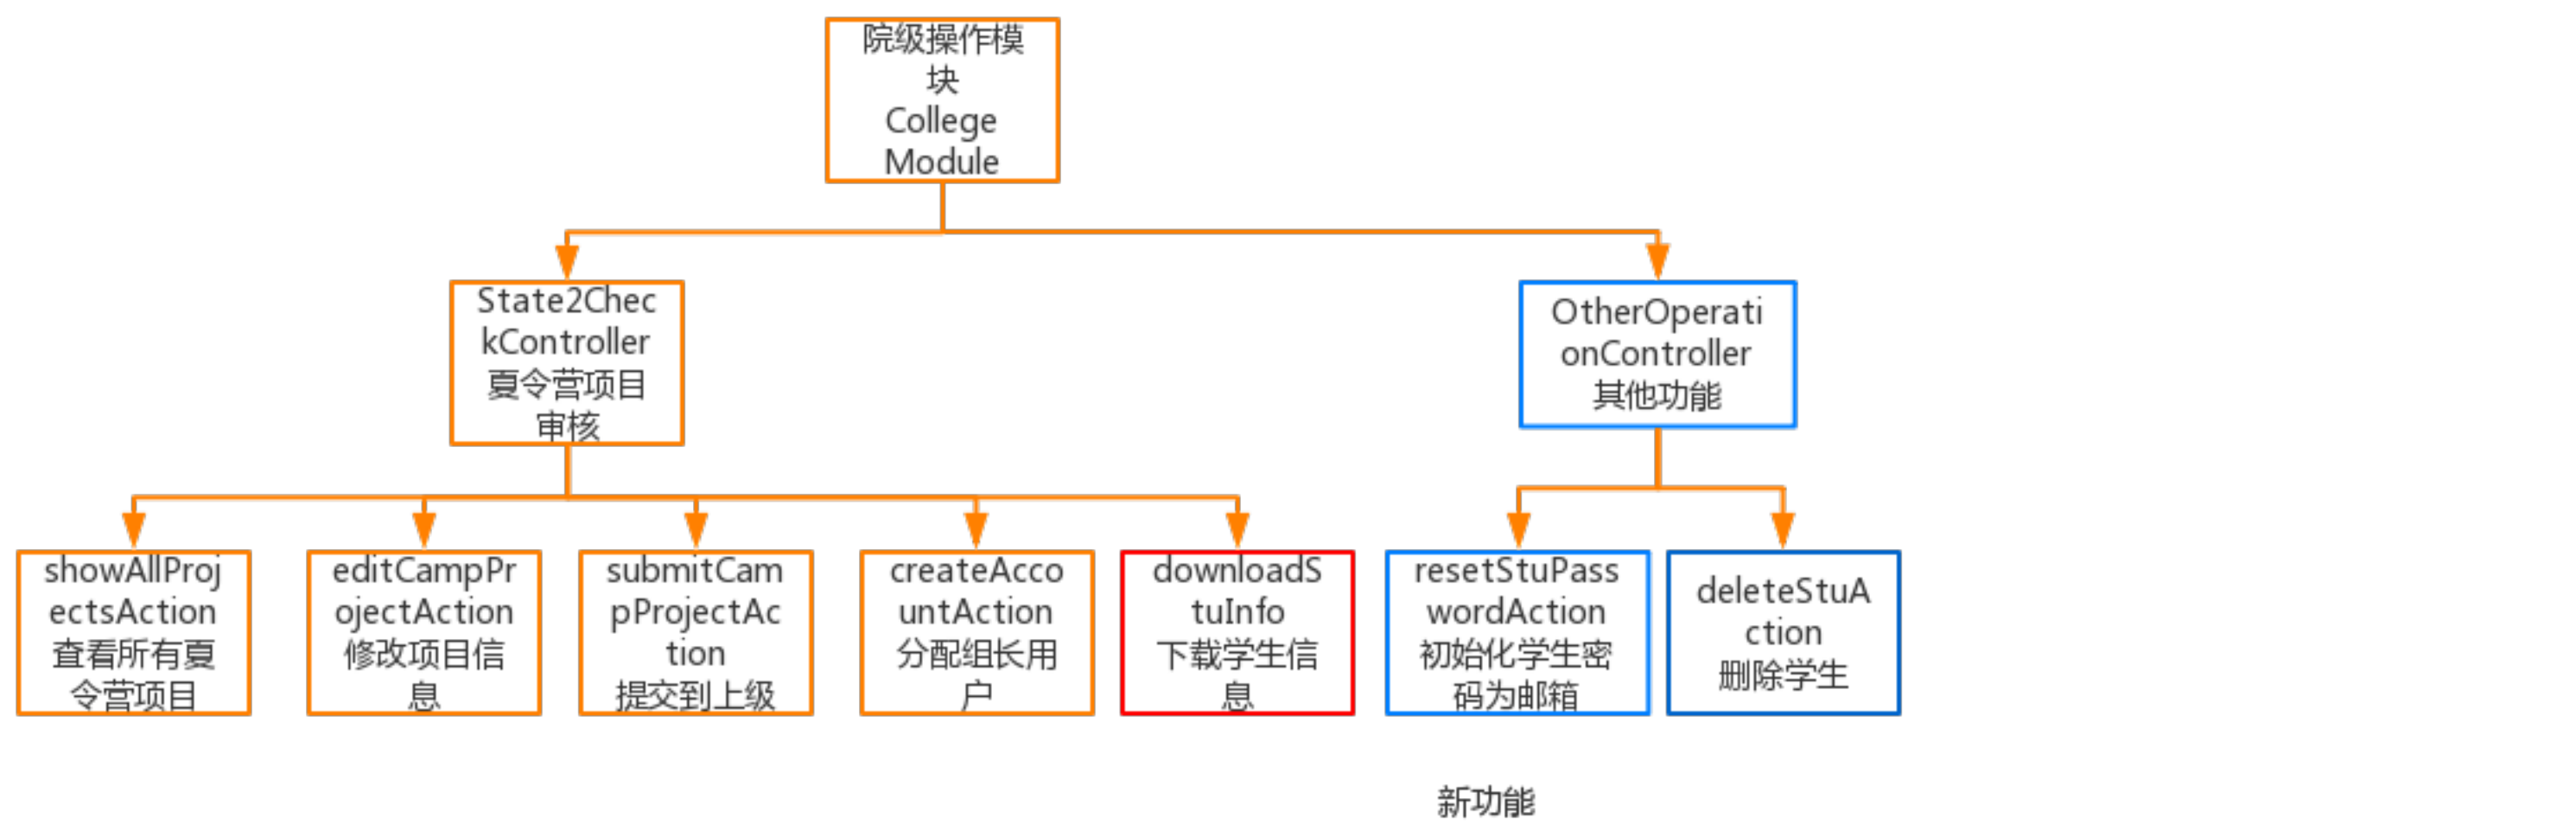 院级操作模
块
College
Module
State2Chec
kController
夏令营项目
审核
OtherOperati
onController
其他功能
showAllProj
ectsAction
查看所有夏
令营项目
editCampPr
ojectAction
修改项目信
息
submitCam
pProjectAc
tion
提交到上级
createAcco
untAction
分配组长用
户
downloadS
tuInfo
下载学生信
息
resetStuPass
wordAction
初始化学生密
码为邮箱
deleteStuA
ction
删除学生
新功能